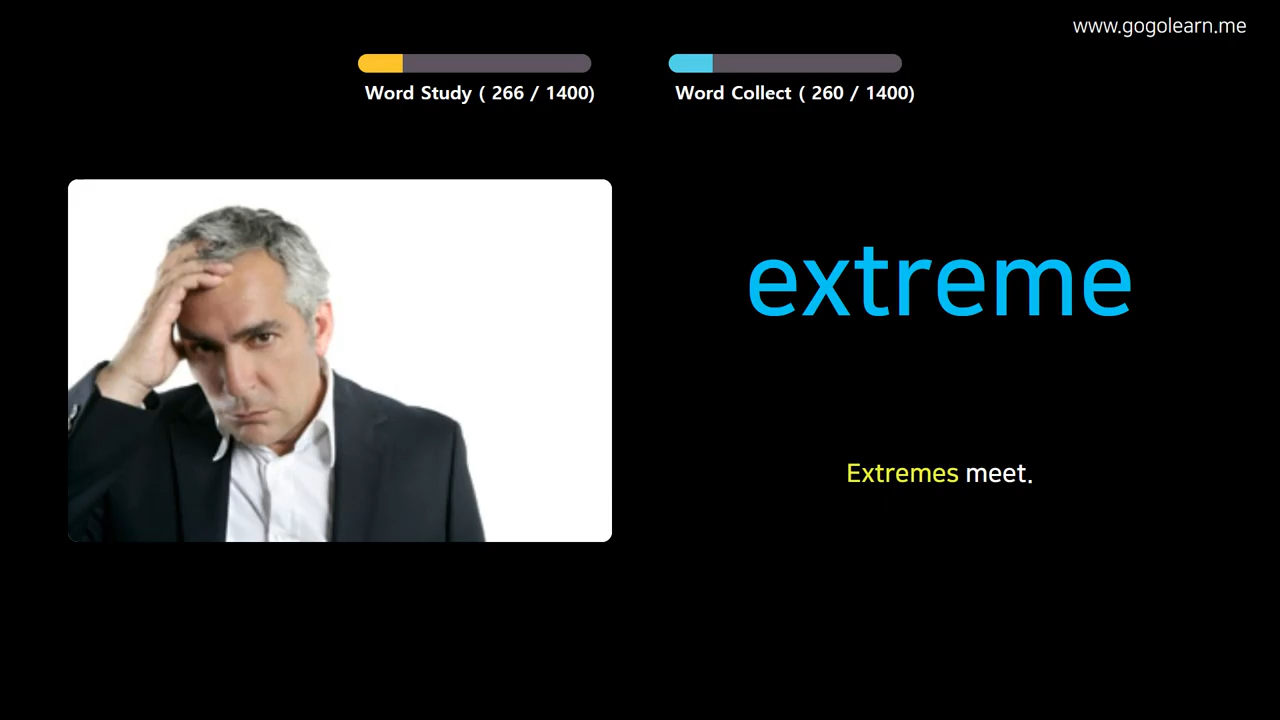 www.gogolearn.me
Word Study ( 266 / 1400)
Word Collect ( 260 / 1400)
extreme
Extremes meet.